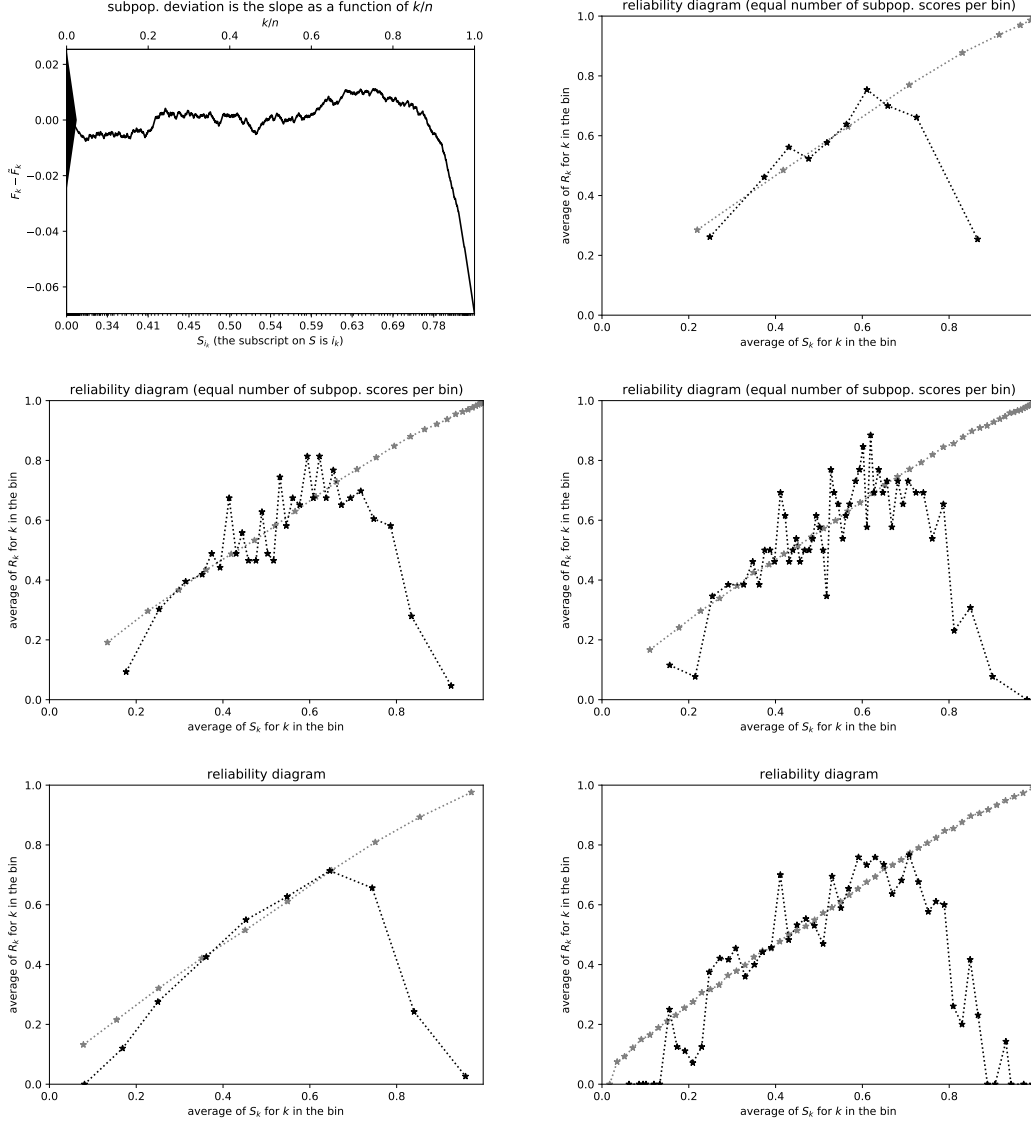 subpop. deviation is the slope as a function of k/n
k/n
0.0 0.2 0.4 0.6 0.8 1.0
0.02
0.00
−0.02
−0.04
−0.06
F_k − F̃_k
0.00 0.34 0.41 0.45 0.50 0.54 0.59 0.63 0.69 0.78
S_{i_k} (the subscript on S is i_k)
reliability diagram (equal number of subpop. scores per bin)
1.0
0.8
0.6
0.4
0.2
0.0
average of R_k for k in the bin
0.0 0.2 0.4 0.6 0.8
average of S_k for k in the bin
reliability diagram (equal number of subpop. scores per bin)
1.0
0.8
0.6
0.4
0.2
0.0
average of R_k for k in the bin
0.0 0.2 0.4 0.6 0.8
average of S_k for k in the bin
reliability diagram (equal number of subpop. scores per bin)
1.0
0.8
0.6
0.4
0.2
0.0
average of R_k for k in the bin
0.0 0.2 0.4 0.6 0.8
average of S_k for k in the bin
reliability diagram
1.0
0.8
0.6
0.4
0.2
0.0
average of R_k for k in the bin
0.0 0.2 0.4 0.6 0.8
average of S_k for k in the bin
reliability diagram
1.0
0.8
0.6
0.4
0.2
0.0
average of R_k for k in the bin
0.0 0.2 0.4 0.6 0.8
average of S_k for k in the bin